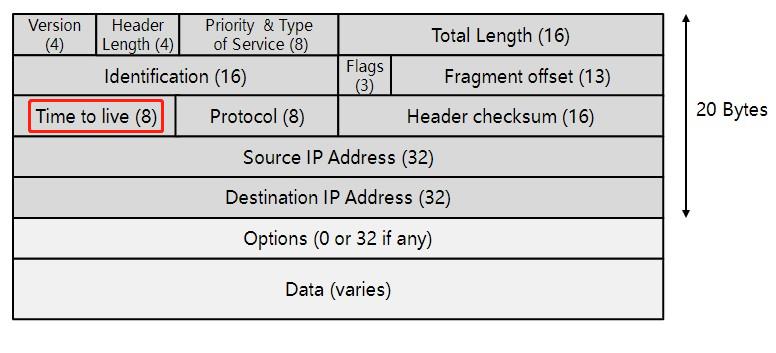 Version
(4)
Header
Length (4)
Priority & Type
of Service (8)
Total Length (16)
Identification (16)
Flags
(3)
Fragment offset (13)
Time to live (8)
Protocol (8)
Header checksum (16)
20 Bytes
Source IP Address (32)
Destination IP Address (32)
Options (0 or 32 if any)
Data (varies)